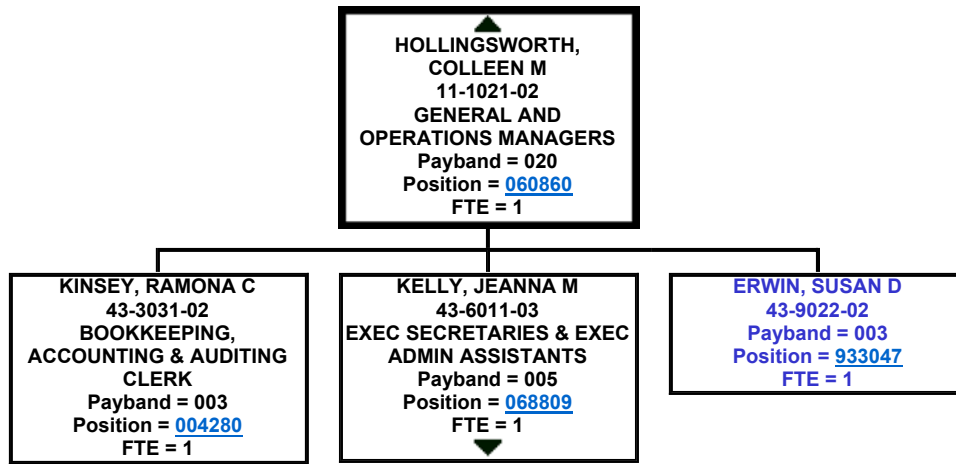 HOLLINGSWORTH,
COLLEEN M
11-1021-02
GENERAL AND
OPERATIONS MANAGERS
Payband = 020
Position = 060860
FTE = 1
KINSEY, RAMONA C
43-3031-02
BOOKKEEPING,
ACCOUNTING & AUDITING
CLERK
Payband = 003
Position = 004280
FTE = 1
KELLY, JEANNA M
43-6011-03
EXEC SECRETARIES & EXEC
ADMIN ASSISTANTS
Payband = 005
Position = 068809
FTE = 1
ERWIN, SUSAN D
43-9022-02
Payband = 003
Position = 933047
FTE = 1